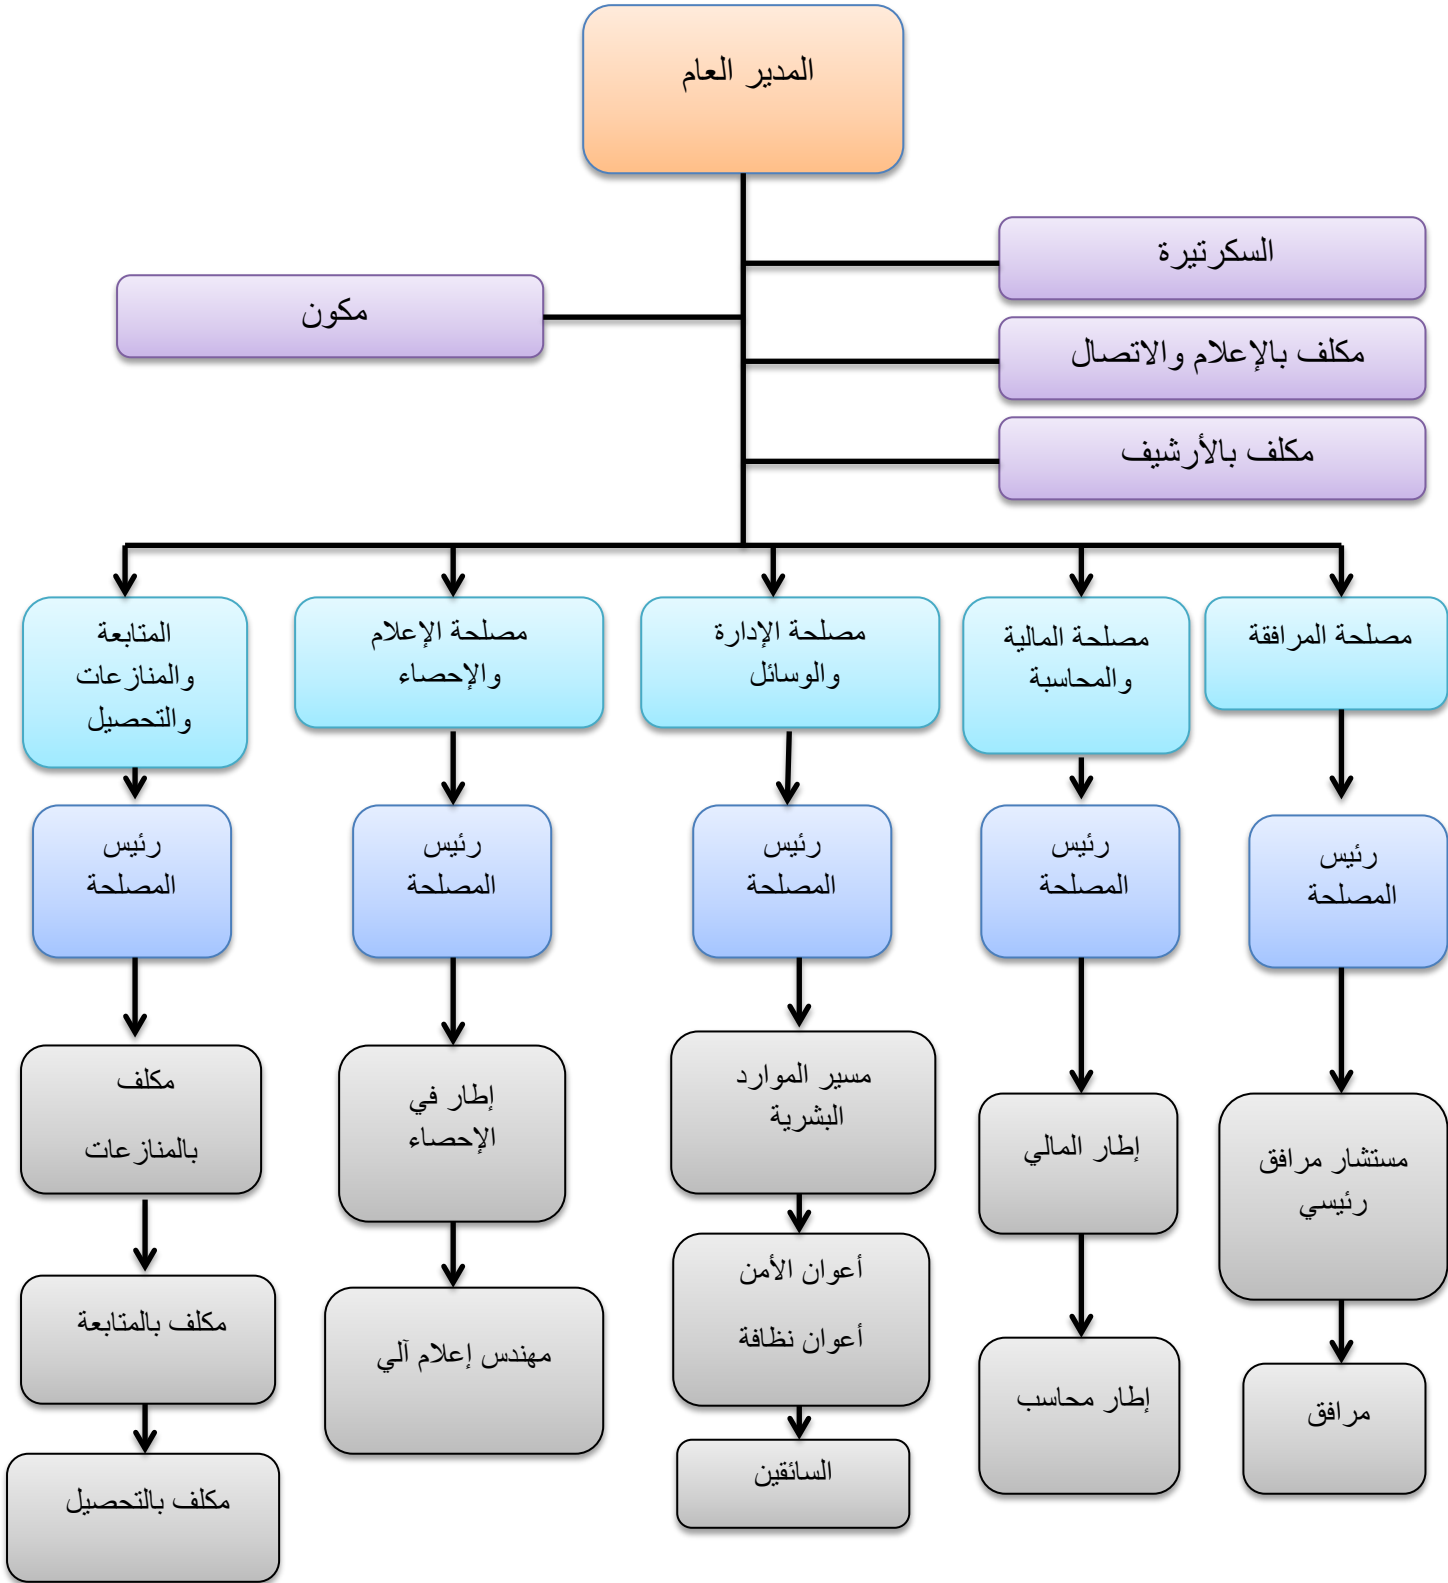 المدير العام
السكرتيرة
مكون
مكلف بالإعلام والاتصال
مكلف بالأرشيف
مصلحة المرافقة
مصلحة المالية
والمحاسبة
مصلحة الإدارة
والوسائل
مصلحة الإعلام
والإحصاء
المتابعة
والمنازعات
والتحصيل
رئيس
المصلحة
رئيس
المصلحة
رئيس
المصلحة
رئيس
المصلحة
رئيس
المصلحة
مستشار مرافق
رئيسي
إطار المالي
مسير الموارد
البشرية
إطار في
الإحصاء
مكلف
بالمنازعات
مرافق
إطار محاسب
أعوان الأمن
أعوان نظافة
مهندس إعلام آلي
مكلف بالمتابعة
السائقين
مكلف بالتحصيل